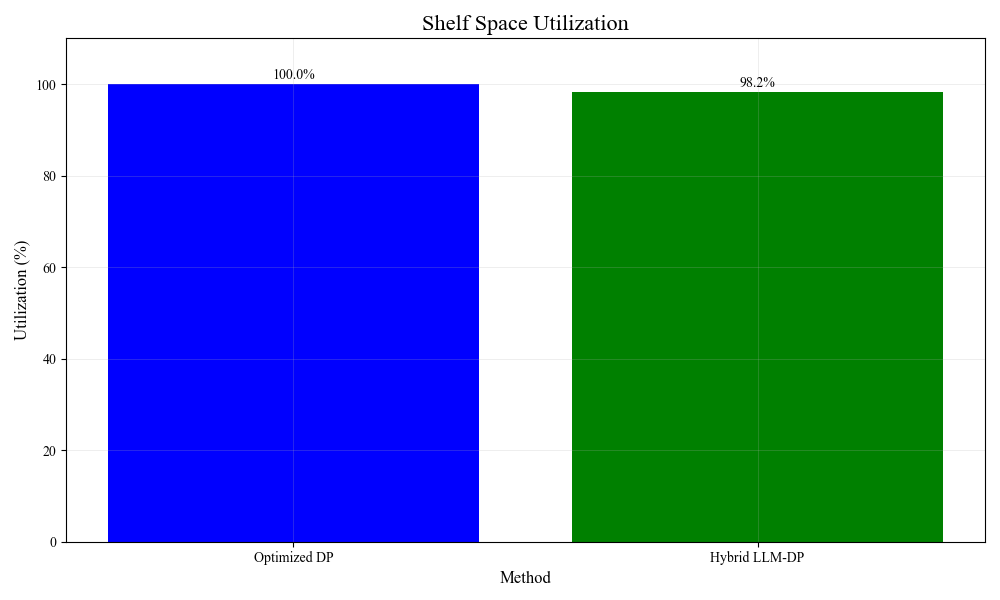 Shelf Space Utilization
100.0%
98.2%
100
80
60
40
20
0
Utilization (%)
Optimized DP
Hybrid LLM-DP
Method